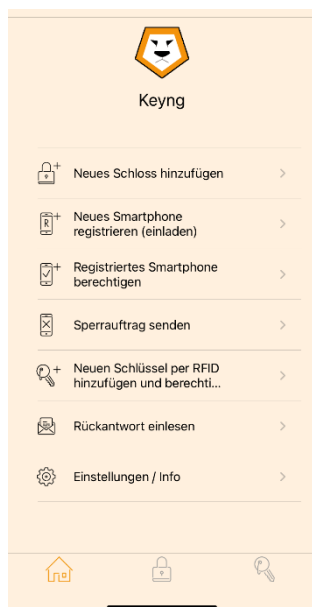 Keyng
Neues Schloss hinzufügen
Neues Smartphone
registrieren (einladen)
Registriertes Smartphone
berechtigen
Sperrauftrag senden
Neuen Schlüssel per RFID
hinzufügen und berechti...
Rückantwort einlesen
Einstellungen / Info